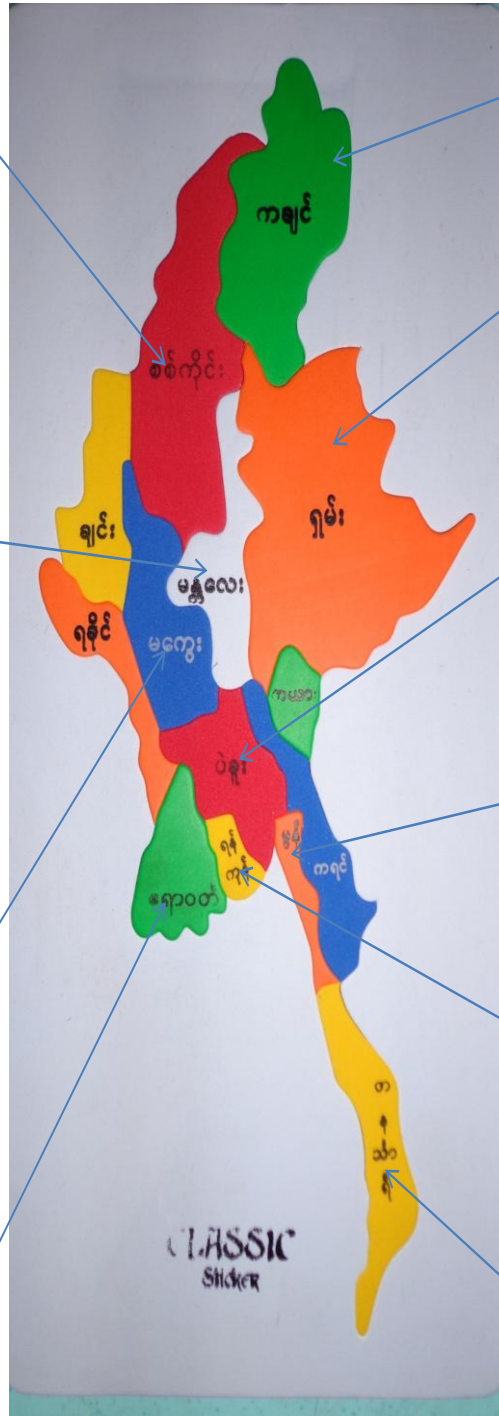 ကချင်
စစ်ကိုင်း
ချင်း
ရှမ်း
မန္တလေး
ရခိုင်
မကွေး
ကယား
ပဲခူး
ရန်
ကုန်
ကရင်
ဧရာဝတီ
တ
န
င်္သာ
ရီ
CLASSIC
Sticker